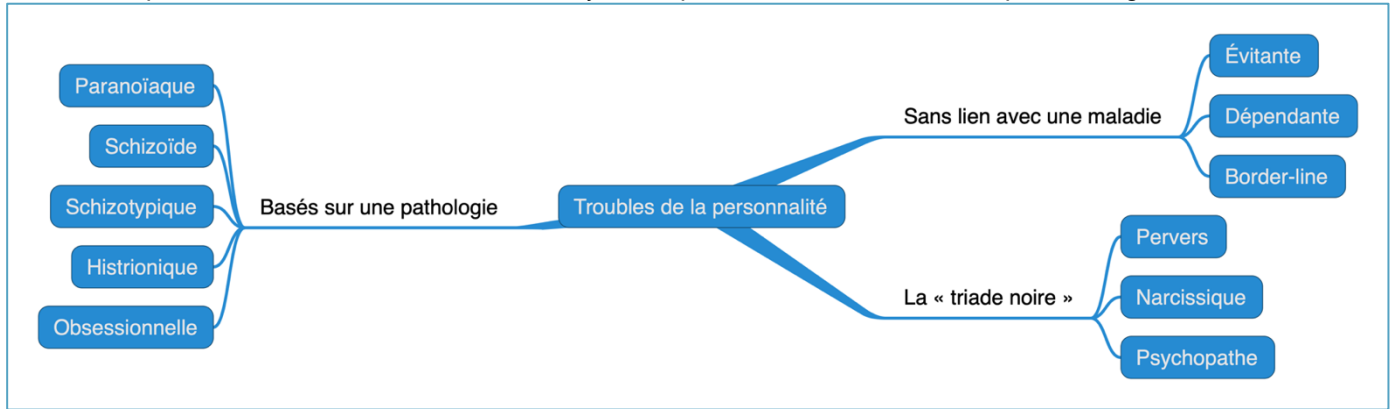 Troubles de la personnalité
Basés sur une pathologie
Paranoïaque
Schizoïde
Schizotypique
Histrionique
Obsessionnelle
Sans lien avec une maladie
Évitante
Dépendante
Border-line
La « triade noire »
Pervers
Narcissique
Psychopathe